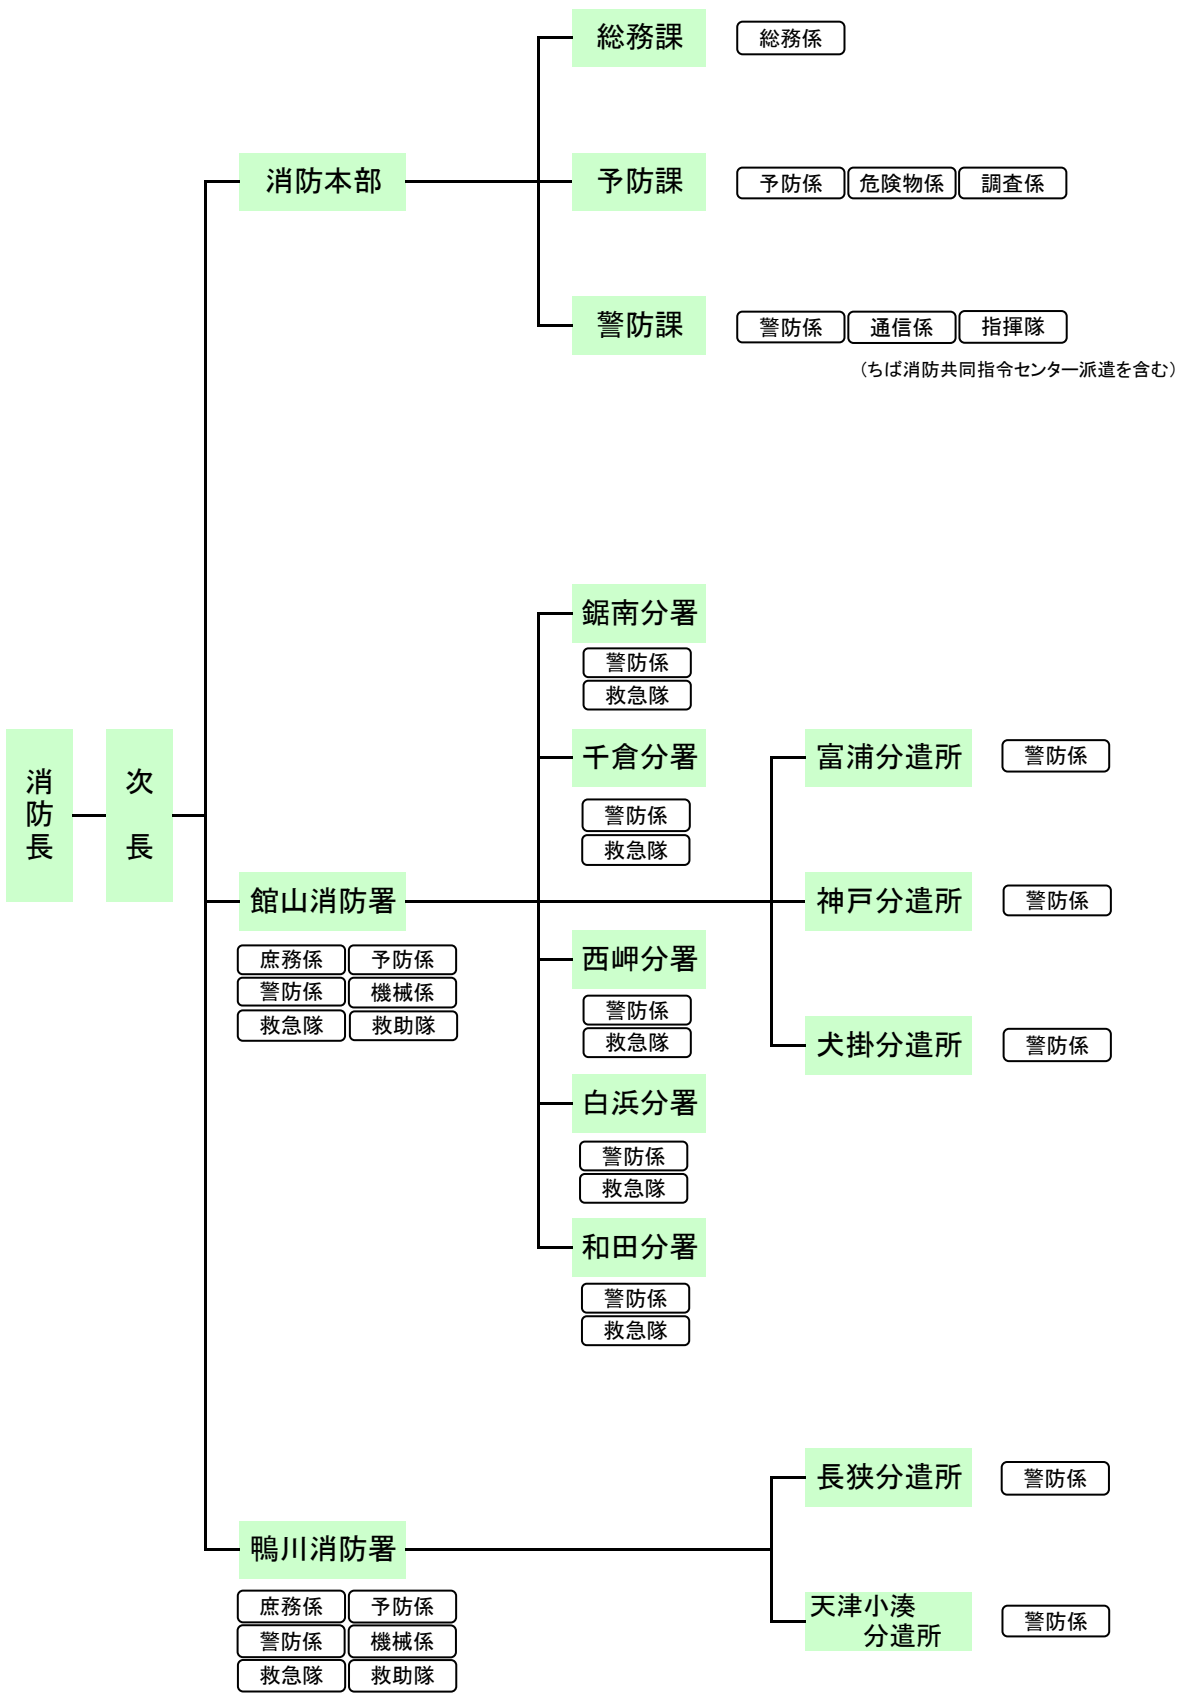 総務課
総務係
消防本部
予防課
予防係
危険物係
調査係
警防課
警防係
通信係
指揮隊
（ちば消防共同指令センター派遣を含む）
消防長
次長
館山消防署
庶務係
予防係
警防係
機械係
救急隊
救助隊
鋸南分署
警防係
救急隊
千倉分署
警防係
救急隊
西岬分署
警防係
救急隊
白浜分署
警防係
救急隊
和田分署
警防係
救急隊
富浦分遣所
警防係
神戸分遣所
警防係
犬掛分遣所
警防係
鴨川消防署
庶務係
予防係
警防係
機械係
救急隊
救助隊
長狭分遣所
警防係
天津小湊
分遣所
警防係